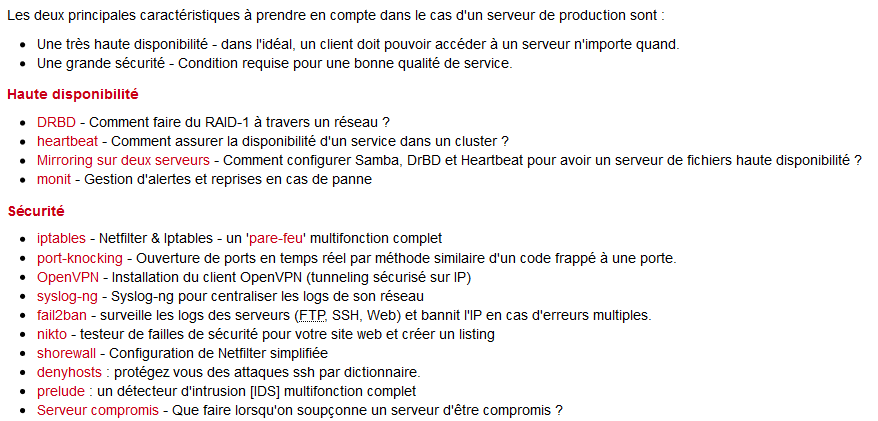 Les deux principales caractéristiques à prendre en compte dans le cas d'un serveur de production sont :
• Une très haute disponibilité - dans l'idéal, un client doit pouvoir accéder à un serveur n'importe quand.
• Une grande sécurité - Condition requise pour une bonne qualité de service.
Haute disponibilité
• DRBD - Comment faire du RAID-1 à travers un réseau ?
• heartbeat - Comment assurer la disponibilité d'un service dans un cluster ?
• Mirroring sur deux serveurs - Comment configurer Samba, DrBD et Heartbeat pour avoir un serveur de fichiers haute disponibilité ?
• monit - Gestion d'alertes et reprises en cas de panne
Sécurité
• iptables - Netfilter & Iptables - un 'pare-feu' multifonction complet
• port-knocking - Ouverture de ports en temps réel par méthode similaire d'un code frappé à une porte.
• OpenVPN - Installation du client OpenVPN (tunneling sécurisé sur IP)
• syslog-ng - Syslog-ng pour centraliser les logs de son réseau
• fail2ban - surveille les logs des serveurs (FTP, SSH, Web) et bannit l'IP en cas d'erreurs multiples.
• nikto - testeur de failles de sécurité pour votre site web et créer un listing
• shorewall - Configuration de Netfilter simplifiée
• denyhosts : protégez vous des attaques ssh par dictionnaire.
• prelude : un détecteur d'intrusion [IDS] multifonction complet
• Serveur compromis - Que faire lorsqu'on soupçonne un serveur d'être compromis ?